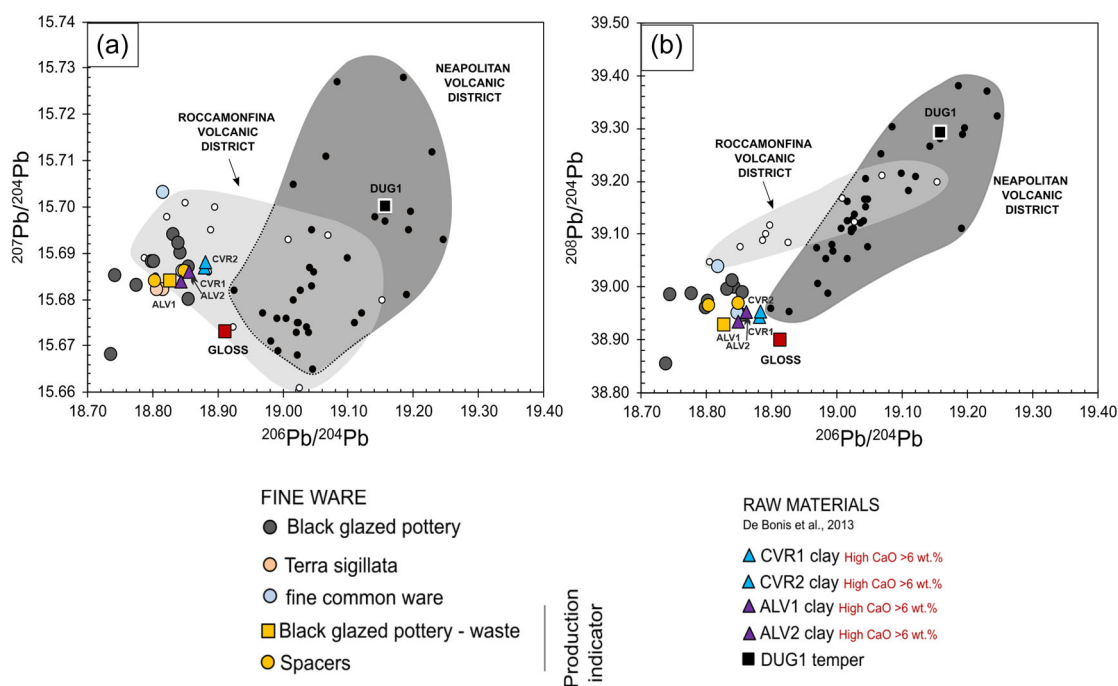 (a)
15.74
15.73
15.72
15.71
15.70
15.69
15.68
15.67
15.66
207Pb/204Pb
NEAPOLITAN
VOLCANIC
DISTRICT
ROCCAMONFINA
VOLCANIC
DISTRICT
DUG1
CVR2
CVR1
ALV2
ALV1
GLOSS
18.70 18.80 18.90 19.00 19.10 19.20 19.30 19.40
206Pb/204Pb
(b)
39.50
39.40
39.30
39.20
39.10
39.00
38.90
38.80
208Pb/204Pb
DUG1
ROCCAMONFINA
VOLCANIC
DISTRICT
NEAPOLITAN
VOLCANIC
DISTRICT
CVR2
CVR1
ALV1
ALV2
GLOSS
18.70 18.80 18.90 19.00 19.10 19.20 19.30 19.40
206Pb/204Pb
FINE WARE
Black glazed pottery
Terra sigillata
fine common ware
Black glazed pottery - waste
Spacers
Production
indicator
RAW MATERIALS
De Bonis et al., 2013
CVR1 clay High CaO >6 wt.%
CVR2 clay High CaO >6 wt.%
ALV1 clay High CaO >6 wt.%
ALV2 clay High CaO >6 wt.%
DUG1 temper